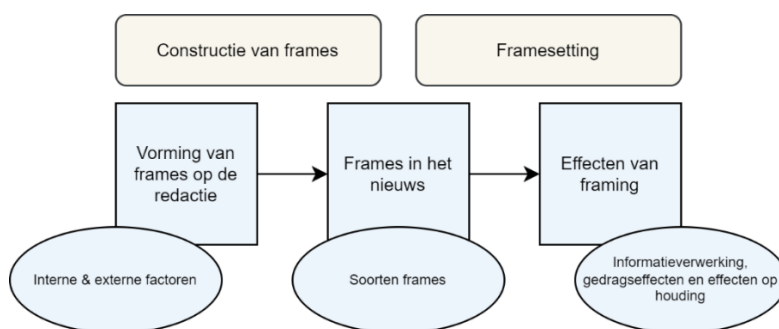 Constructie van frames
Framesetting
Vorming van
frames op de
redactie
Frames in het
nieuws
Effecten van
framing
Interne & externe factoren
Soorten frames
Informatieverwerking,
gedragseffecten en effecten op
houding